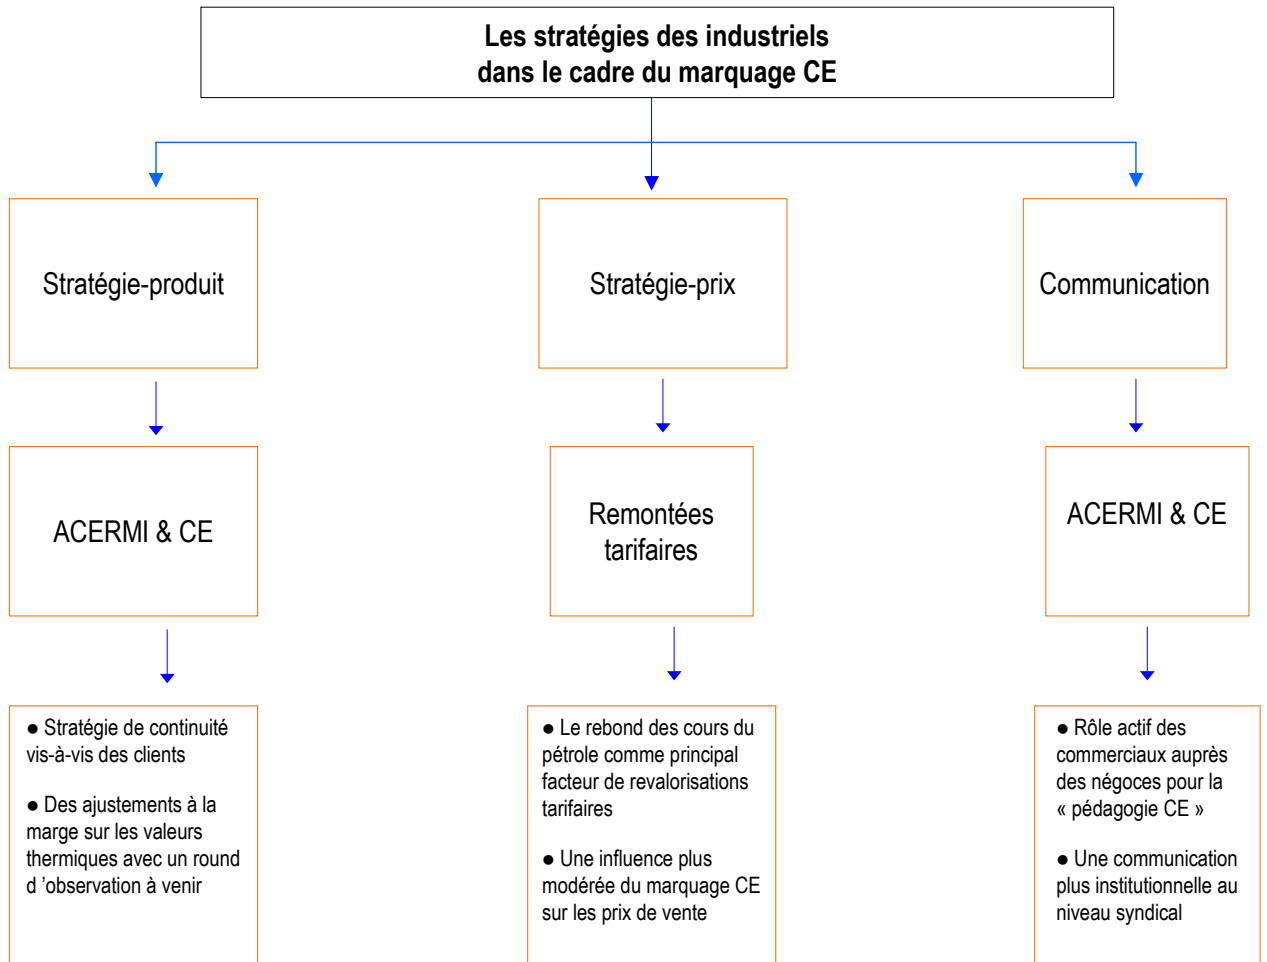 Les stratégies des industriels
dans le cadre du marquage CE
Stratégie-produit
Stratégie-prix
Communication
ACERMI & CE
Remontées
tarifaires
ACERMI & CE
● Stratégie de continuité
vis-à-vis des clients
● Des ajustements à la
marge sur les valeurs
thermiques avec un round
d 'observation à venir
● Le rebond des cours du
pétrole comme principal
facteur de revalorisations
tarifaires
● Une influence plus
modérée du marquage CE
sur les prix de vente
● Rôle actif des
commerciaux auprès
des négoces pour la
« pédagogie CE »
● Une communication
plus institutionnelle au
niveau syndical